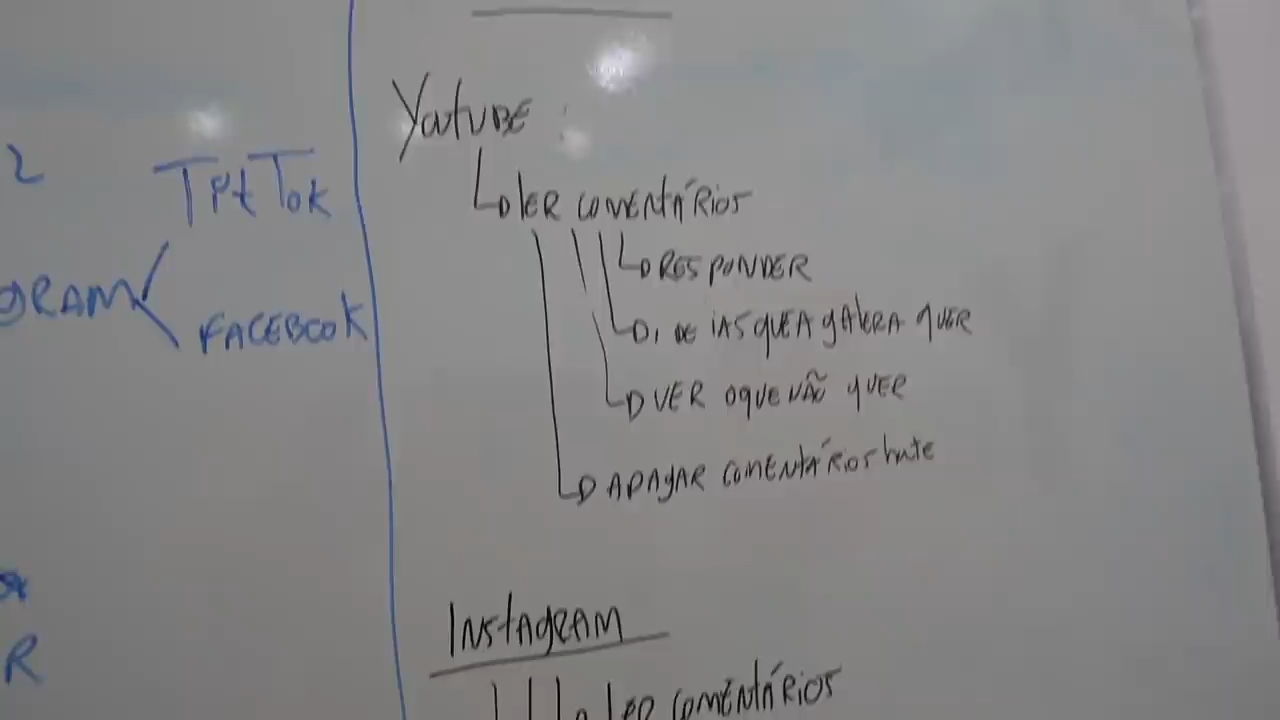 TikTok
GRAM
FACEBOOK
R
Youtube:
LER COMENTÁRIOS
RESPONDER
IDEIAS QUE A GALERA QUER
VER O QUE NÃO QUER
APAGAR COMENTÁRIOS hate
INStAGRAM
LER COMENTÁRIOS